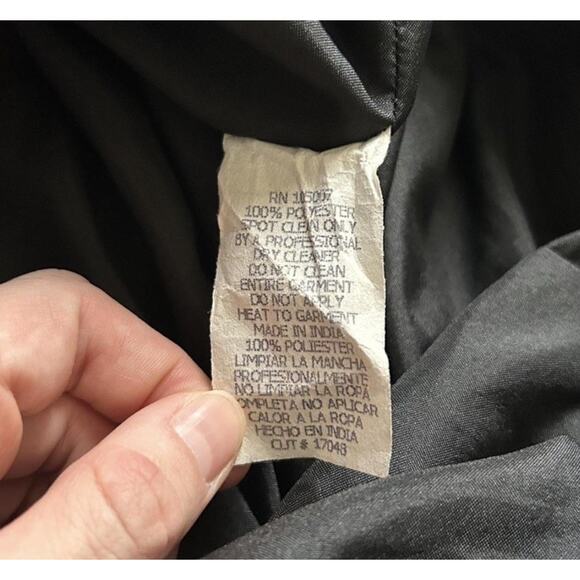 RN 105007
100% POLYESTER
SPOT CLEAN ONLY
BY A PROFESSIONAL
DRY CLEANER
DO NOT CLEAN
ENTIRE GARMENT
DO NOT APPLY
HEAT TO GARMENT
MADE IN INDIA
100% POLIESTER
LIMPIAR LA MANCHA
PROFESIONALMENTE
NO LIMPIAR LA ROPA
COMPLETA NO APLICAR
CALOR A LA ROPA
HECHO EN INDIA
CUT # 17048